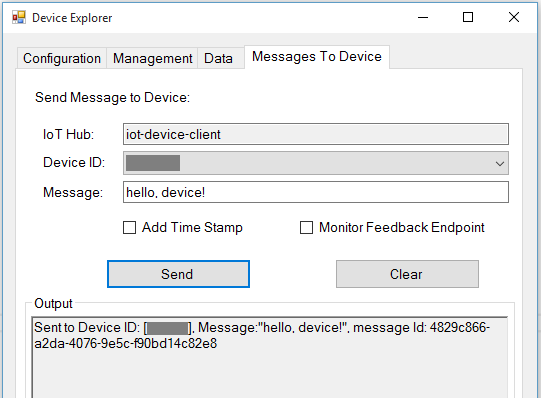 Device Explorer
Configuration Management Data Messages To Device
Send Message to Device:
IoT Hub: iot-device-client
Device ID:
Message: hello, device!
Add Time Stamp Monitor Feedback Endpoint
Send Clear
Output
Sent to Device ID: [ ], Message:"hello, device!", message Id: 4829c866-
a2da-4076-9e5c-f90bd14c82e8